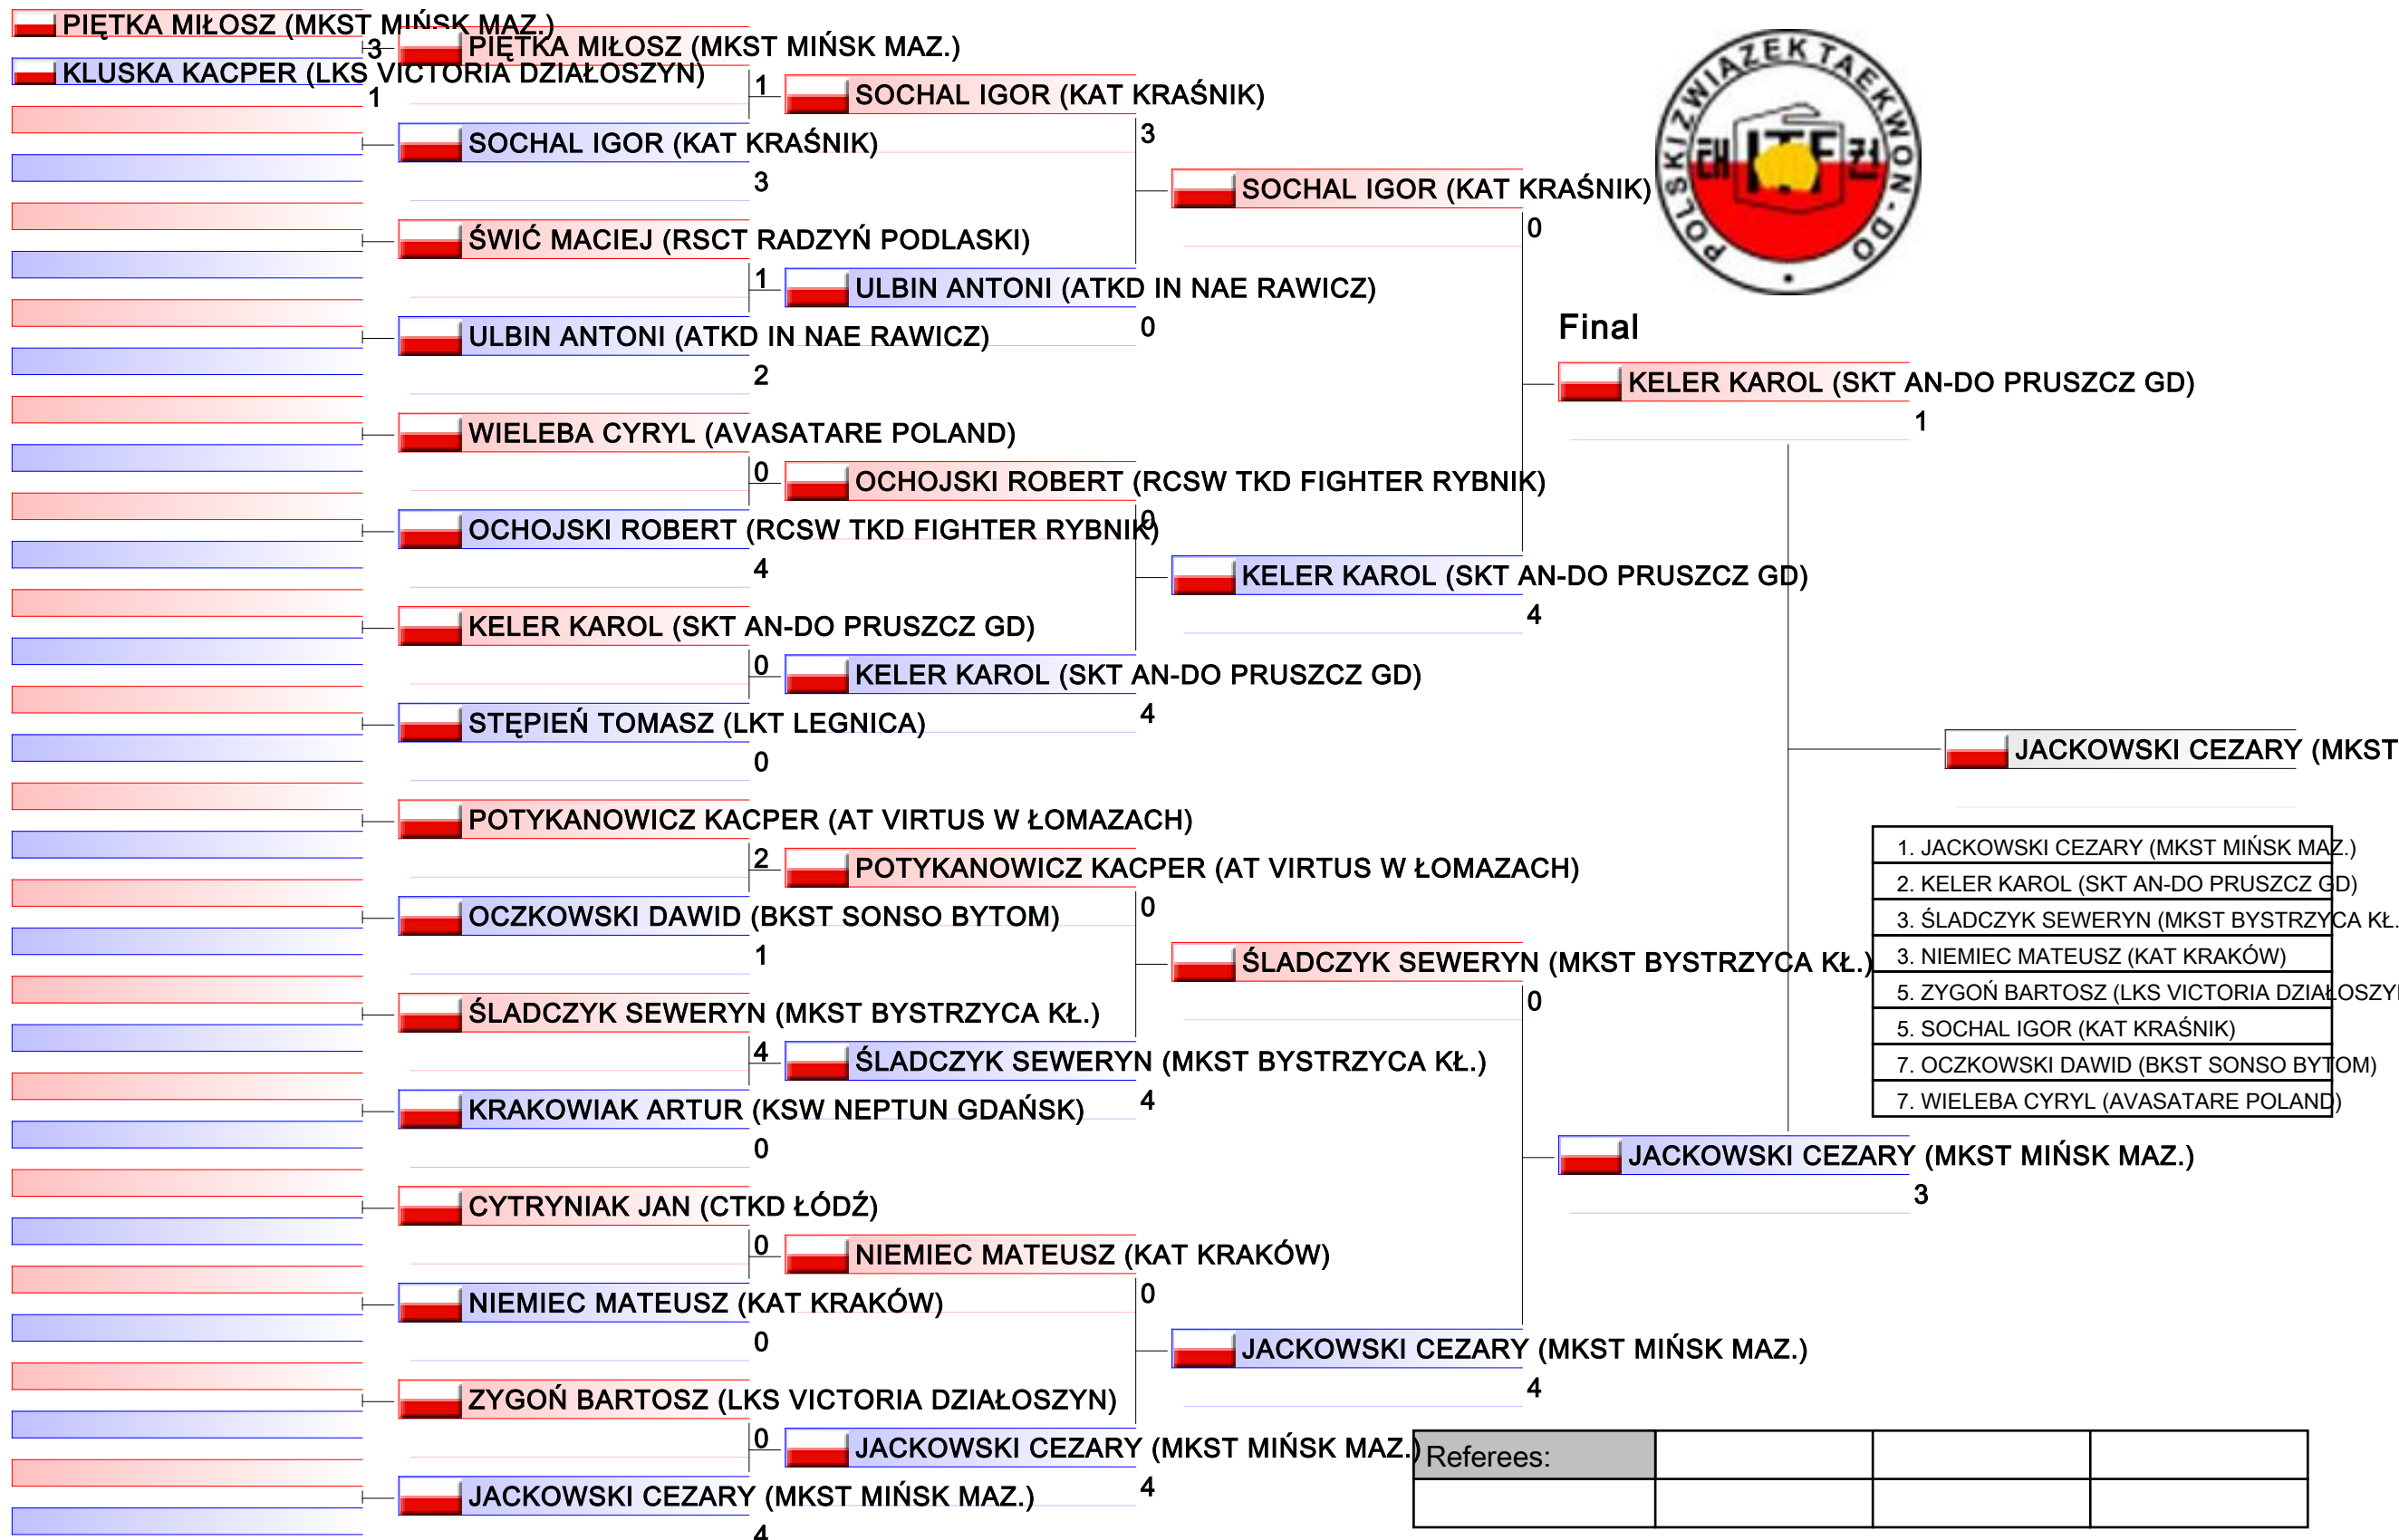 PIĘTKA MIŁOSZ (MKST MIŃSK MAZ.)
3
KLUSKA KACPER (LKS VICTORIA DZIAŁOSZYN)
1
PIĘTKA MIŁOSZ (MKST MIŃSK MAZ.)
1
SOCHAL IGOR (KAT KRAŚNIK)
3
ŚWIĆ MACIEJ (RSCT RADZYŃ PODLASKI)
1
ULBIN ANTONI (ATKD IN NAE RAWICZ)
2
WIELEBA CYRYL (AVASATARE POLAND)
0
OCHOJSKI ROBERT (RCSW TKD FIGHTER RYBNIK)
4
KELER KAROL (SKT AN-DO PRUSZCZ GD)
0
STĘPIEŃ TOMASZ (LKT LEGNICA)
0
POTYKANOWICZ KACPER (AT VIRTUS W ŁOMAZACH)
2
OCZKOWSKI DAWID (BKST SONSO BYTOM)
1
ŚLADCZYK SEWERYN (MKST BYSTRZYCA KŁ.)
4
KRAKOWIAK ARTUR (KSW NEPTUN GDAŃSK)
0
CYTRYNIAK JAN (CTKD ŁÓDŹ)
0
NIEMIEC MATEUSZ (KAT KRAKÓW)
0
ZYGOŃ BARTOSZ (LKS VICTORIA DZIAŁOSZYN)
0
JACKOWSKI CEZARY (MKST MIŃSK MAZ.)
4
SOCHAL IGOR (KAT KRAŚNIK)
3
ULBIN ANTONI (ATKD IN NAE RAWICZ)
0
OCHOJSKI ROBERT (RCSW TKD FIGHTER RYBNIK)
0
KELER KAROL (SKT AN-DO PRUSZCZ GD)
4
POTYKANOWICZ KACPER (AT VIRTUS W ŁOMAZACH)
0
ŚLADCZYK SEWERYN (MKST BYSTRZYCA KŁ.)
4
NIEMIEC MATEUSZ (KAT KRAKÓW)
0
JACKOWSKI CEZARY (MKST MIŃSK MAZ.)
4
SOCHAL IGOR (KAT KRAŚNIK)
0
KELER KAROL (SKT AN-DO PRUSZCZ GD)
4
ŚLADCZYK SEWERYN (MKST BYSTRZYCA KŁ.)
0
JACKOWSKI CEZARY (MKST MIŃSK MAZ.)
4
POLSKI ZWIĄZEK TAEKWON-DO
ITF
Final
KELER KAROL (SKT AN-DO PRUSZCZ GD)
1
JACKOWSKI CEZARY (MKST MIŃSK MAZ.)
3
JACKOWSKI CEZARY (MKST
1. JACKOWSKI CEZARY (MKST MIŃSK MAZ.)
2. KELER KAROL (SKT AN-DO PRUSZCZ GD)
3. ŚLADCZYK SEWERYN (MKST BYSTRZYCA KŁ.
3. NIEMIEC MATEUSZ (KAT KRAKÓW)
5. ZYGOŃ BARTOSZ (LKS VICTORIA DZIAŁOSZY
5. SOCHAL IGOR (KAT KRAŚNIK)
7. OCZKOWSKI DAWID (BKST SONSO BYTOM)
7. WIELEBA CYRYL (AVASATARE POLAND)
Referees: